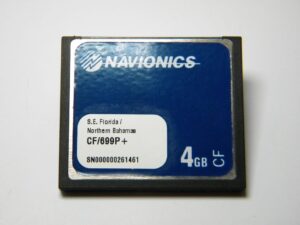 NAVIONICS
S.E. Florida /
Northern Bahamas
CF/699P+
SN000000261461
4GB
CF